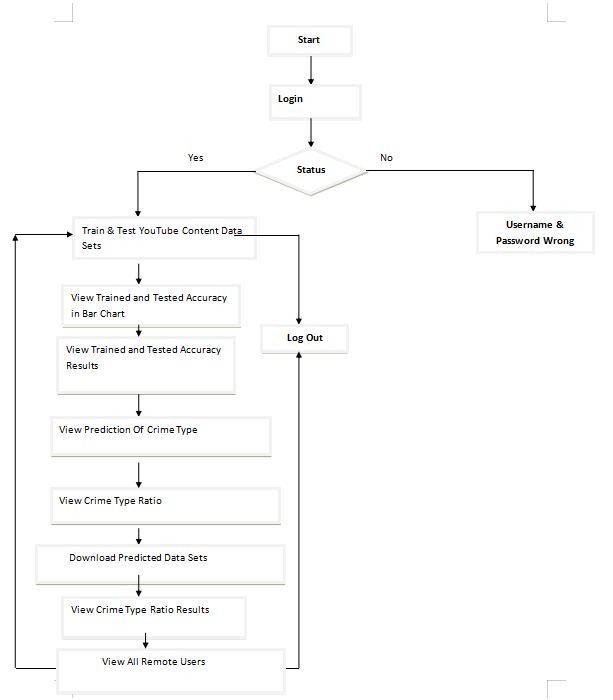 Start
Login
Status
Yes
No
Username &
Password Wrong
Train & Test YouTube Content Data
Sets
View Trained and Tested Accuracy
in Bar Chart
Log Out
View Trained and Tested Accuracy
Results
View Prediction Of Crime Type
View Crime Type Ratio
Download Predicted Data Sets
View Crime Type Ratio Results
View All Remote Users